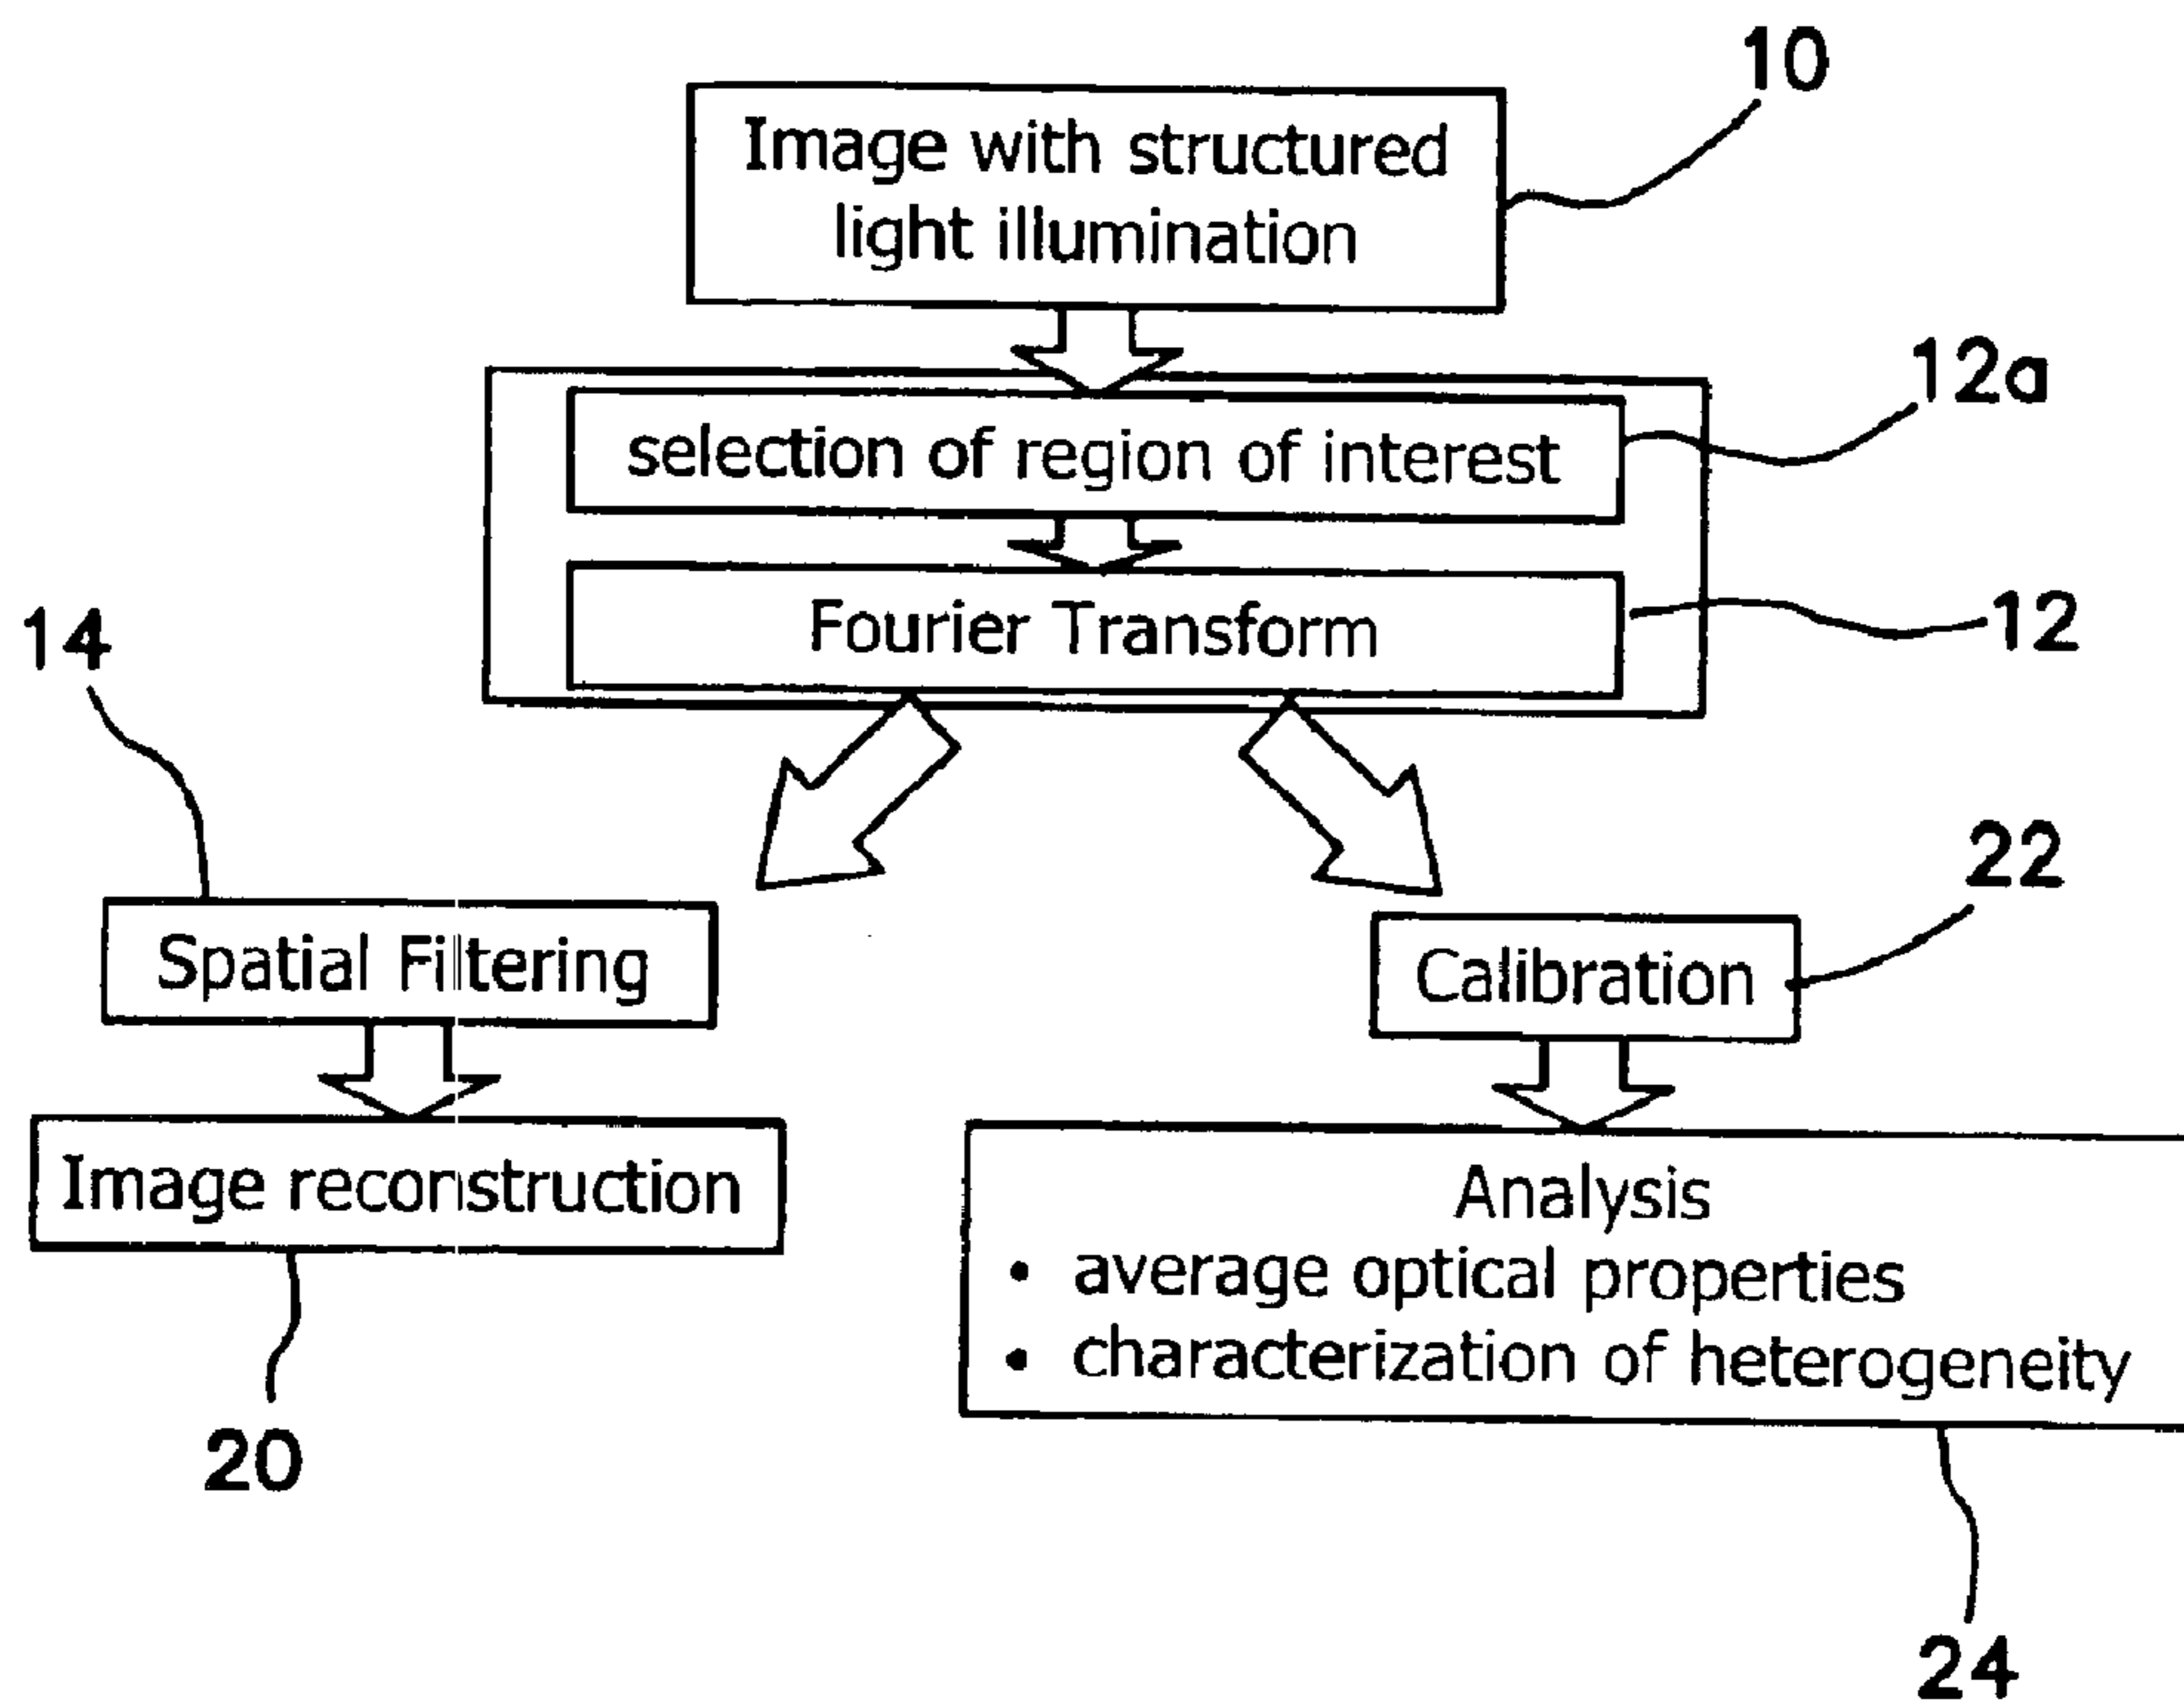 10
Image with structured
light illumination
12a
selection of region of interest
Fourier Transform
12
14
22
Spatial Filtering
Calibration
Image reconstruction
Analysis
• average optical properties
• characterization of heterogeneity
20
24